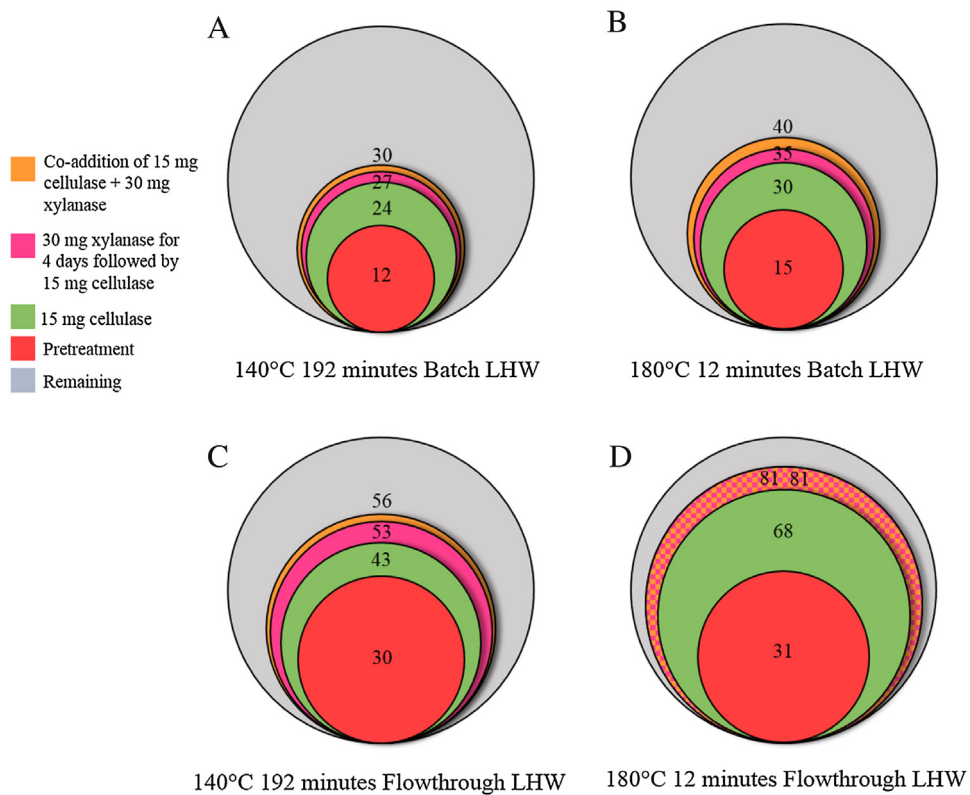 A
B
Co-addition of 15 mg
cellulase + 30 mg
xylanase
30 mg xylanase for
4 days followed by
15 mg cellulase
15 mg cellulase
Pretreatment
Remaining
30
27
24
12
40
35
30
15
140°C 192 minutes Batch LHW
180°C 12 minutes Batch LHW
C
D
56
53
43
30
81 81
68
31
140°C 192 minutes Flowthrough LHW
180°C 12 minutes Flowthrough LHW